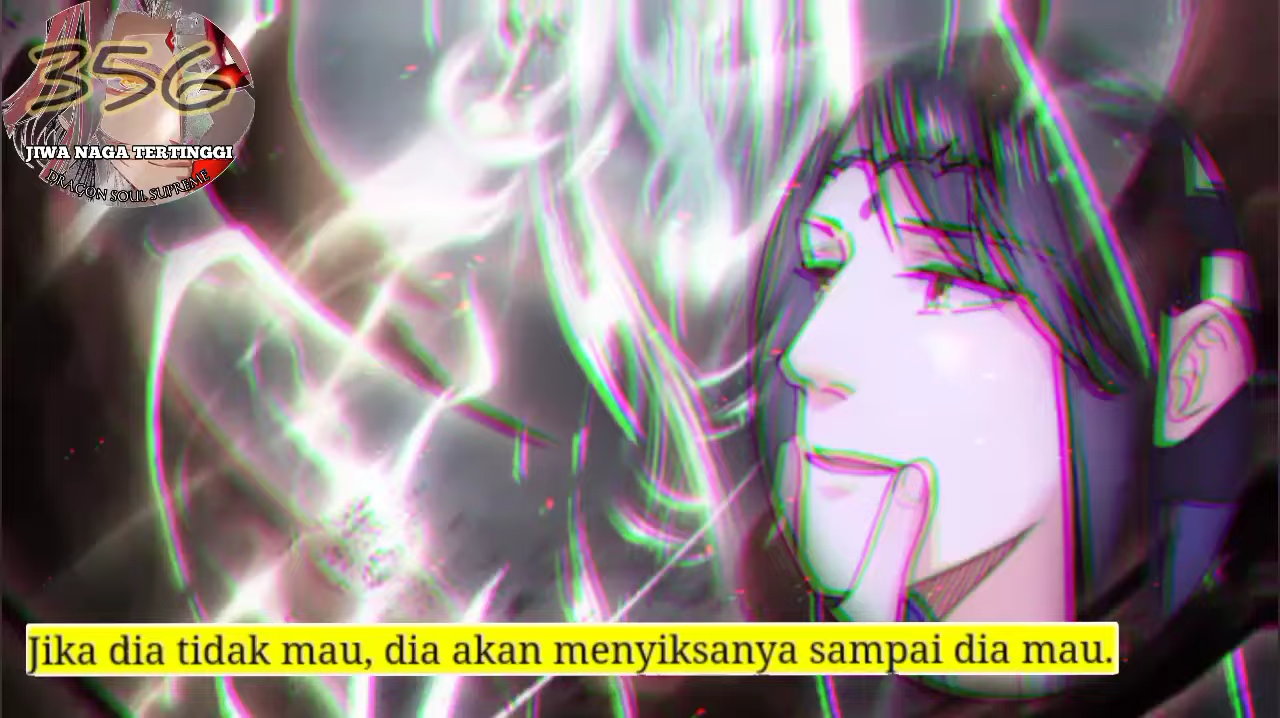 356
JIWA NAGA TERTINGGI
DRAGON SOUL SUPREME
Jika dia tidak mau, dia akan menyiksanya sampai dia mau.